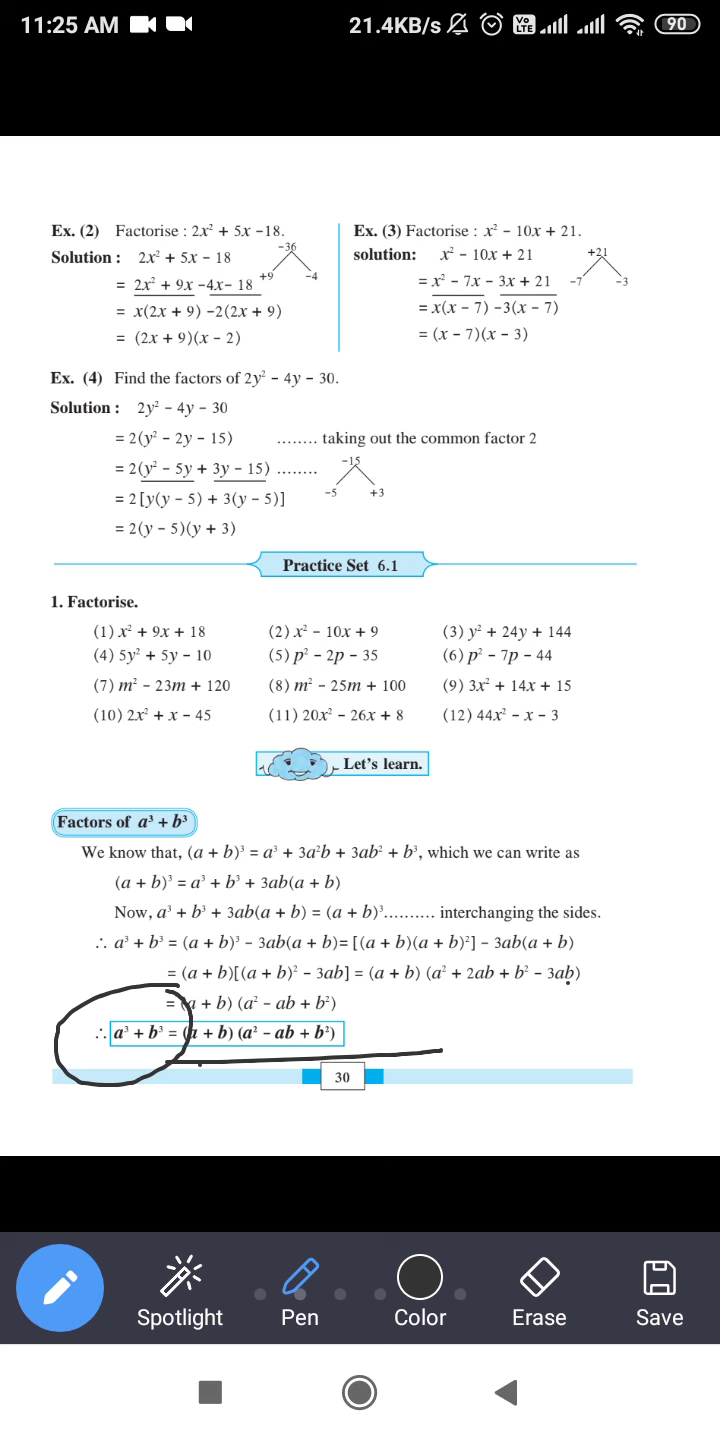 11:25 AM 21.4KB/s Vo LTE 90
Ex. (2) Factorise : 2x² + 5x −18.
Solution : 2x² + 5x − 18
−36
+9 −4
= 2x² + 9x −4x− 18
= x(2x + 9) −2(2x + 9)
= (2x + 9)(x − 2)
Ex. (3) Factorise : x² − 10x + 21.
solution: x² − 10x + 21
+21
−7 −3
= x² − 7x − 3x + 21
= x(x − 7) −3(x − 7)
= (x − 7)(x − 3)
Ex. (4) Find the factors of 2y² − 4y − 30.
Solution : 2y² − 4y − 30
= 2(y² − 2y − 15) ........ taking out the common factor 2
= 2(y² − 5y + 3y − 15) ........
−15
−5 +3
= 2[y(y − 5) + 3(y − 5)]
= 2(y − 5)(y + 3)
Practice Set 6.1
1. Factorise.
(1) x² + 9x + 18 (2) x² − 10x + 9 (3) y² + 24y + 144
(4) 5y² + 5y − 10 (5) p² − 2p − 35 (6) p² − 7p − 44
(7) m² − 23m + 120 (8) m² − 25m + 100 (9) 3x² + 14x + 15
(10) 2x² + x − 45 (11) 20x² − 26x + 8 (12) 44x² − x − 3
Let's learn.
Factors of a³ + b³
We know that, (a + b)³ = a³ + 3a²b + 3ab² + b³, which we can write as
(a + b)³ = a³ + b³ + 3ab(a + b)
Now, a³ + b³ + 3ab(a + b) = (a + b)³.......... interchanging the sides.
∴ a³ + b³ = (a + b)³ − 3ab(a + b)= [(a + b)(a + b)²] − 3ab(a + b)
= (a + b)[(a + b)² − 3ab] = (a + b) (a² + 2ab + b² − 3ab)
= (a + b) (a² − ab + b²)
∴ a³ + b³ = (a + b) (a² − ab + b²)
30
Spotlight Pen Color Erase Save